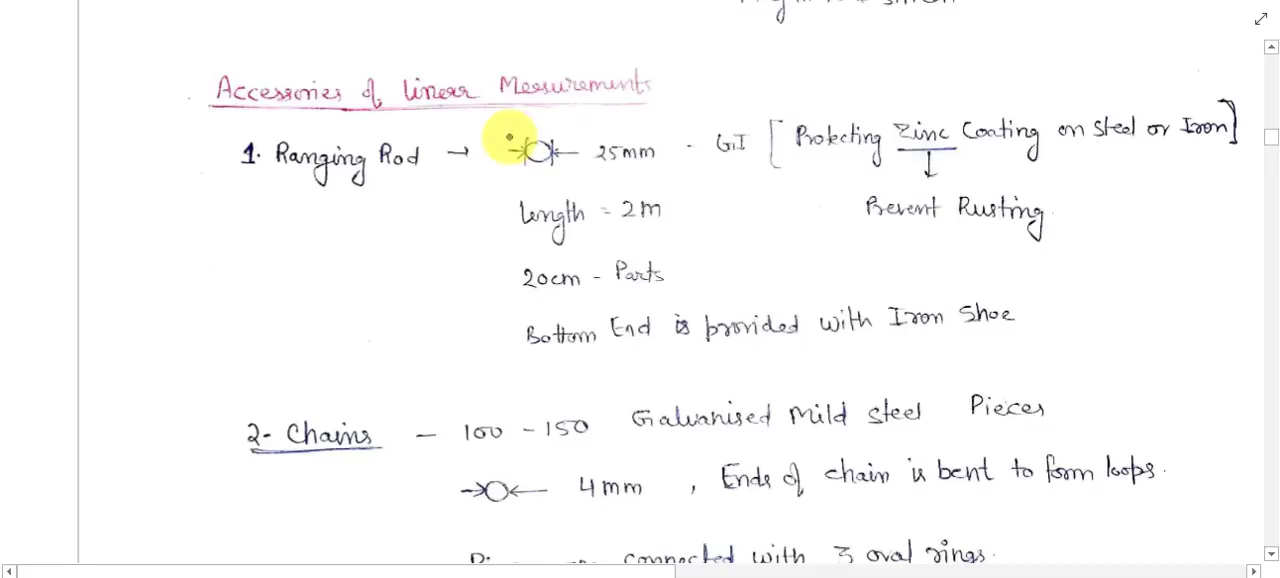 Accessories of Linear Measurements
1. Ranging Rod → 25mm - GI [Protecting Zinc Coating on Steel or Iron]
Prevent Rusting
Length = 2m
20cm - Parts
Bottom End is provided with Iron Shoe
2- Chains - 100 - 150 Galvanised Mild Steel Pieces
4mm , Ends of chain is bent to form loops.
connected with 3 oval rings.